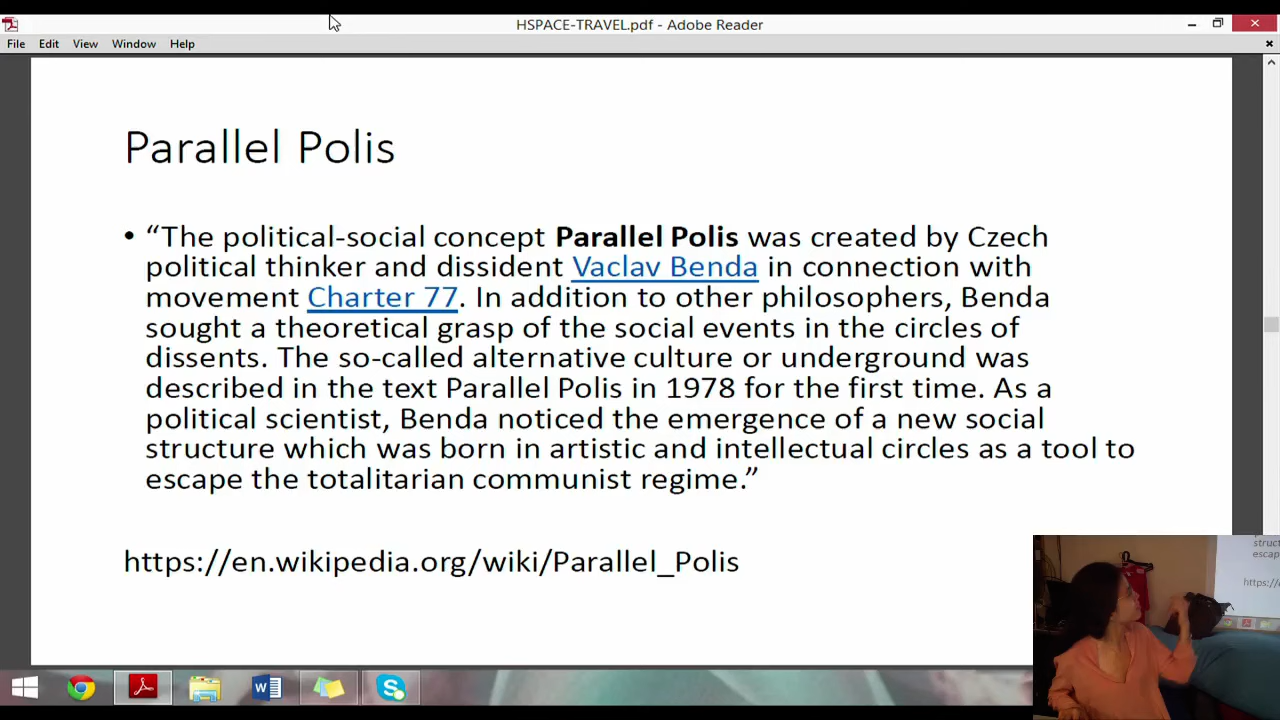 HSPACE-TRAVEL.pdf - Adobe Reader
File Edit View Window Help
Parallel Polis
• “The political-social concept Parallel Polis was created by Czech
political thinker and dissident Vaclav Benda in connection with
movement Charter 77. In addition to other philosophers, Benda
sought a theoretical grasp of the social events in the circles of
dissents. The so-called alternative culture or underground was
described in the text Parallel Polis in 1978 for the first time. As a
political scientist, Benda noticed the emergence of a new social
structure which was born in artistic and intellectual circles as a tool to
escape the totalitarian communist regime.”
https://en.wikipedia.org/wiki/Parallel_Polis
struct
escap
https://